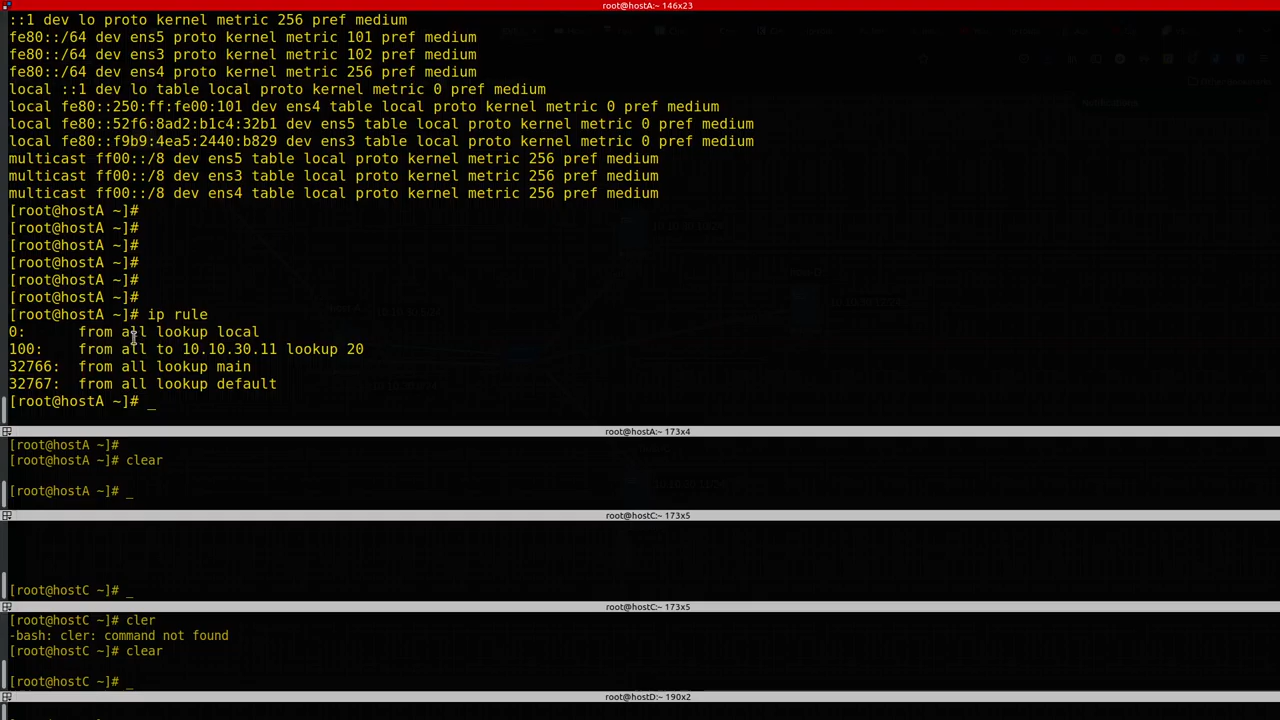 root@hostA:~ 146x23
::1 dev lo proto kernel metric 256 pref medium
fe80::/64 dev ens5 proto kernel metric 101 pref medium
fe80::/64 dev ens3 proto kernel metric 102 pref medium
fe80::/64 dev ens4 proto kernel metric 256 pref medium
local ::1 dev lo table local proto kernel metric 0 pref medium
local fe80::250:ff:fe00:101 dev ens4 table local proto kernel metric 0 pref medium
local fe80::52f6:8ad2:b1c4:32b1 dev ens5 table local proto kernel metric 0 pref medium
local fe80::f9b9:4ea5:2440:b829 dev ens3 table local proto kernel metric 0 pref medium
multicast ff00::/8 dev ens5 table local proto kernel metric 256 pref medium
multicast ff00::/8 dev ens3 table local proto kernel metric 256 pref medium
multicast ff00::/8 dev ens4 table local proto kernel metric 256 pref medium
[root@hostA ~]#
[root@hostA ~]#
[root@hostA ~]#
[root@hostA ~]#
[root@hostA ~]#
[root@hostA ~]#
[root@hostA ~]# ip rule
0: from all lookup local
100: from all to 10.10.30.11 lookup 20
32766: from all lookup main
32767: from all lookup default
[root@hostA ~]# _
root@hostA:~ 173x4
[root@hostA ~]#
[root@hostA ~]# clear
[root@hostA ~]# _
root@hostC:~ 173x5
[root@hostC ~]# _
root@hostC:~ 173x5
[root@hostC ~]# cler
-bash: cler: command not found
[root@hostC ~]# clear
[root@hostC ~]# _
root@hostD:~ 190x2